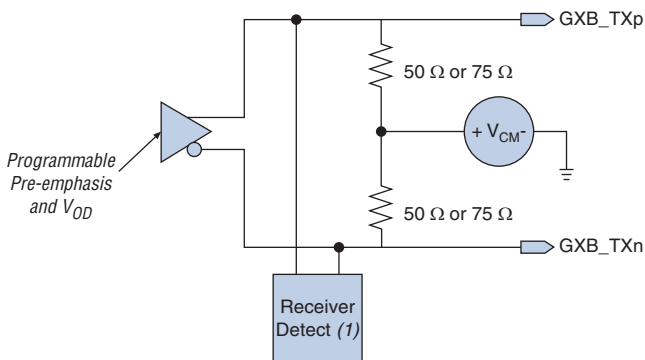 GXB_TXp
50 Ω or 75 Ω
+ VCM-
Programmable
Pre-emphasis
and VOD
50 Ω or 75 Ω
GXB_TXn
Receiver
Detect (1)